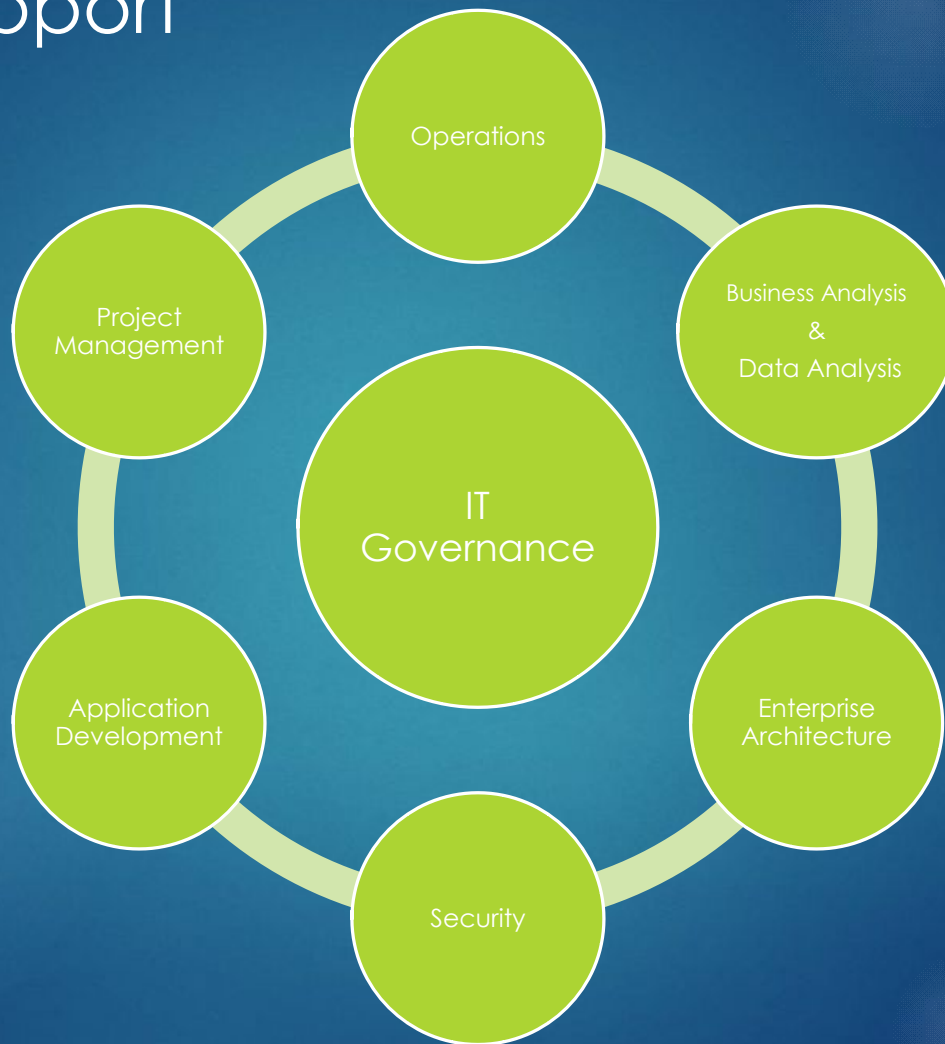 Operations
Project
Management
Business Analysis
&
Data Analysis
IT
Governance
Application
Development
Enterprise
Architecture
Security